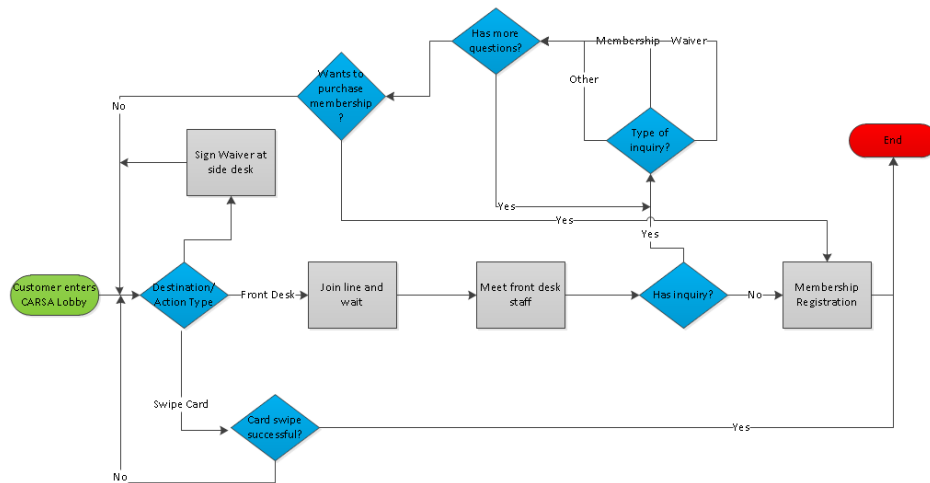 Has more
questions?
Membership
Waiver
Other
Wants to
purchase
membership
?
No
Type of
inquiry?
End
Sign Waiver at
side desk
Yes
Yes
Yes
Customer enters
CARSA Lobby
Destination/
Action Type
Front Desk
Join line and
wait
Meet front desk
staff
Has inquiry?
No
Membership
Registration
Swipe Card
Card swipe
successful?
Yes
No